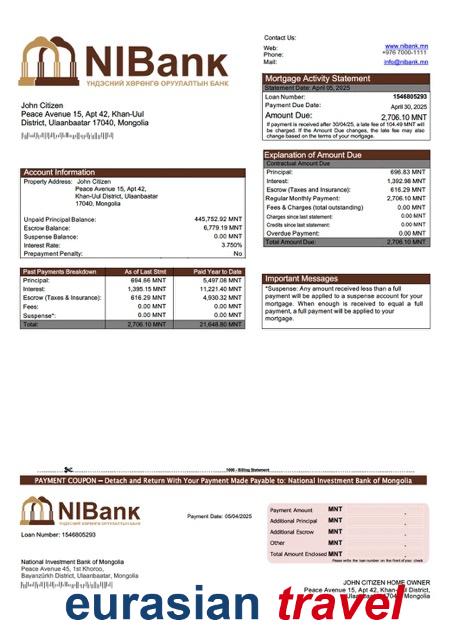 NIBank
ҮНДЭСНИЙ ХӨРӨНГӨ ОРУУЛАЛТЫН БАНК
Contact Us:
Web: www.nibank.mn
Phone: +976 7000-1111
Mail: info@nibank.mn
John Citizen
Peace Avenue 15, Apt 42, Khan-Uul
District, Ulaanbaatar 17040, Mongolia
Mortgage Activity Statement
Statement Date: April 05, 2025
Loan Number: 1546805293
Payment Due Date: April 30, 2025
Amount Due: 2,706.10 MNT
If payment is received after 30/04/25, a late fee of 104.49 MNT will
be charged. If the Amount Due changes, the late fee may also
change based on the terms of your mortgage.
Explanation of Amount Due
Contractual Amount Due
Principal: 696.83 MNT
Interest: 1,392.98 MNT
Escrow (Taxes and Insurance): 616.29 MNT
Regular Monthly Payment: 2,706.10 MNT
Fees & Charges (total outstanding) 0.00 MNT
Charges since last statement: 0.00 MNT
Credits since last statement: 0.00 MNT
Overdue Payment: 0.00 MNT
Total Amount Due: 2,706.10 MNT
Account Information
Property Address: John Citizen
Peace Avenue 15, Apt 42,
Khan-Uul District, Ulaanbaatar
17040, Mongolia
Unpaid Principal Balance: 445,752.92 MNT
Escrow Balance: 6,779.19 MNT
Suspense Balance: 0.00 MNT
Interest Rate: 3.750%
Prepayment Penalty: No
Past Payments Breakdown As of Last Stmt Paid Year to Date
Principal: 694.66 MNT 5,497.08 MNT
Interest: 1,395.15 MNT 11,221.40 MNT
Escrow (Taxes & Insurance): 616.29 MNT 4,930.32 MNT
Fees: 0.00 MNT 0.00 MNT
Suspense*: 0.00 MNT 0.00 MNT
Total: 2,706.10 MNT 21,648.80 MNT
Important Messages
*Suspense: Any amount received less than a full
payment will be applied to a suspense account for your
mortgage. When enough is received to equal a full
payment, a full payment will be applied to your
mortgage.
- Billing Statement
PAYMENT COUPON – Detach and Return With Your Payment Made Payable to: National Investment Bank of Mongolia
NIBank
ҮНДЭСНИЙ ХӨРӨНГӨ ОРУУЛАЛТЫН БАНК
Payment Date: 05/04/2025
Loan Number: 1546805293
Payment Amount MNT
Additional Principal MNT
Additional Escrow MNT
Other MNT
Total Amount Enclosed MNT
Please write the loan number on the front of your check
National Investment Bank of Mongolia
Peace Avenue 45, 1st Khoroo,
Bayanzürkh District, Ulaanbaatar, Mongolia
JOHN CITIZEN HOME OWNER
Peace Avenue 15, Apt 42, Khan-Uul
eurasian travel